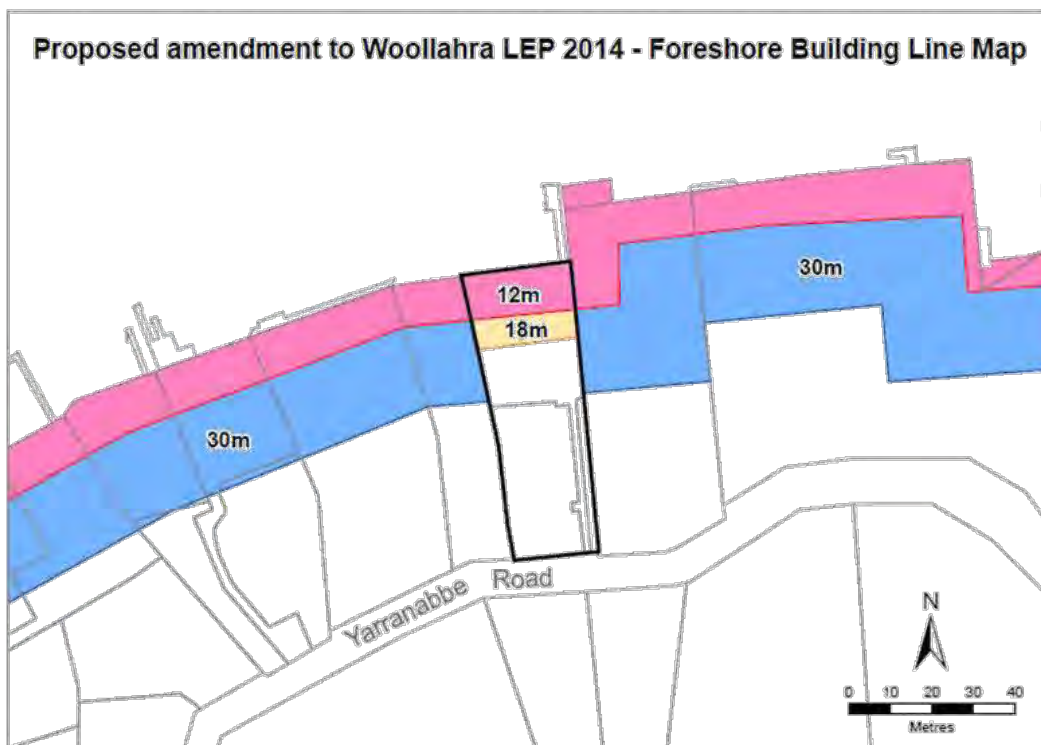 Proposed amendment to Woollahra LEP 2014 - Foreshore Building Line Map
30m
12m
18m
30m
Yarranabbe Road
N
0 10 20 30 40
Metres